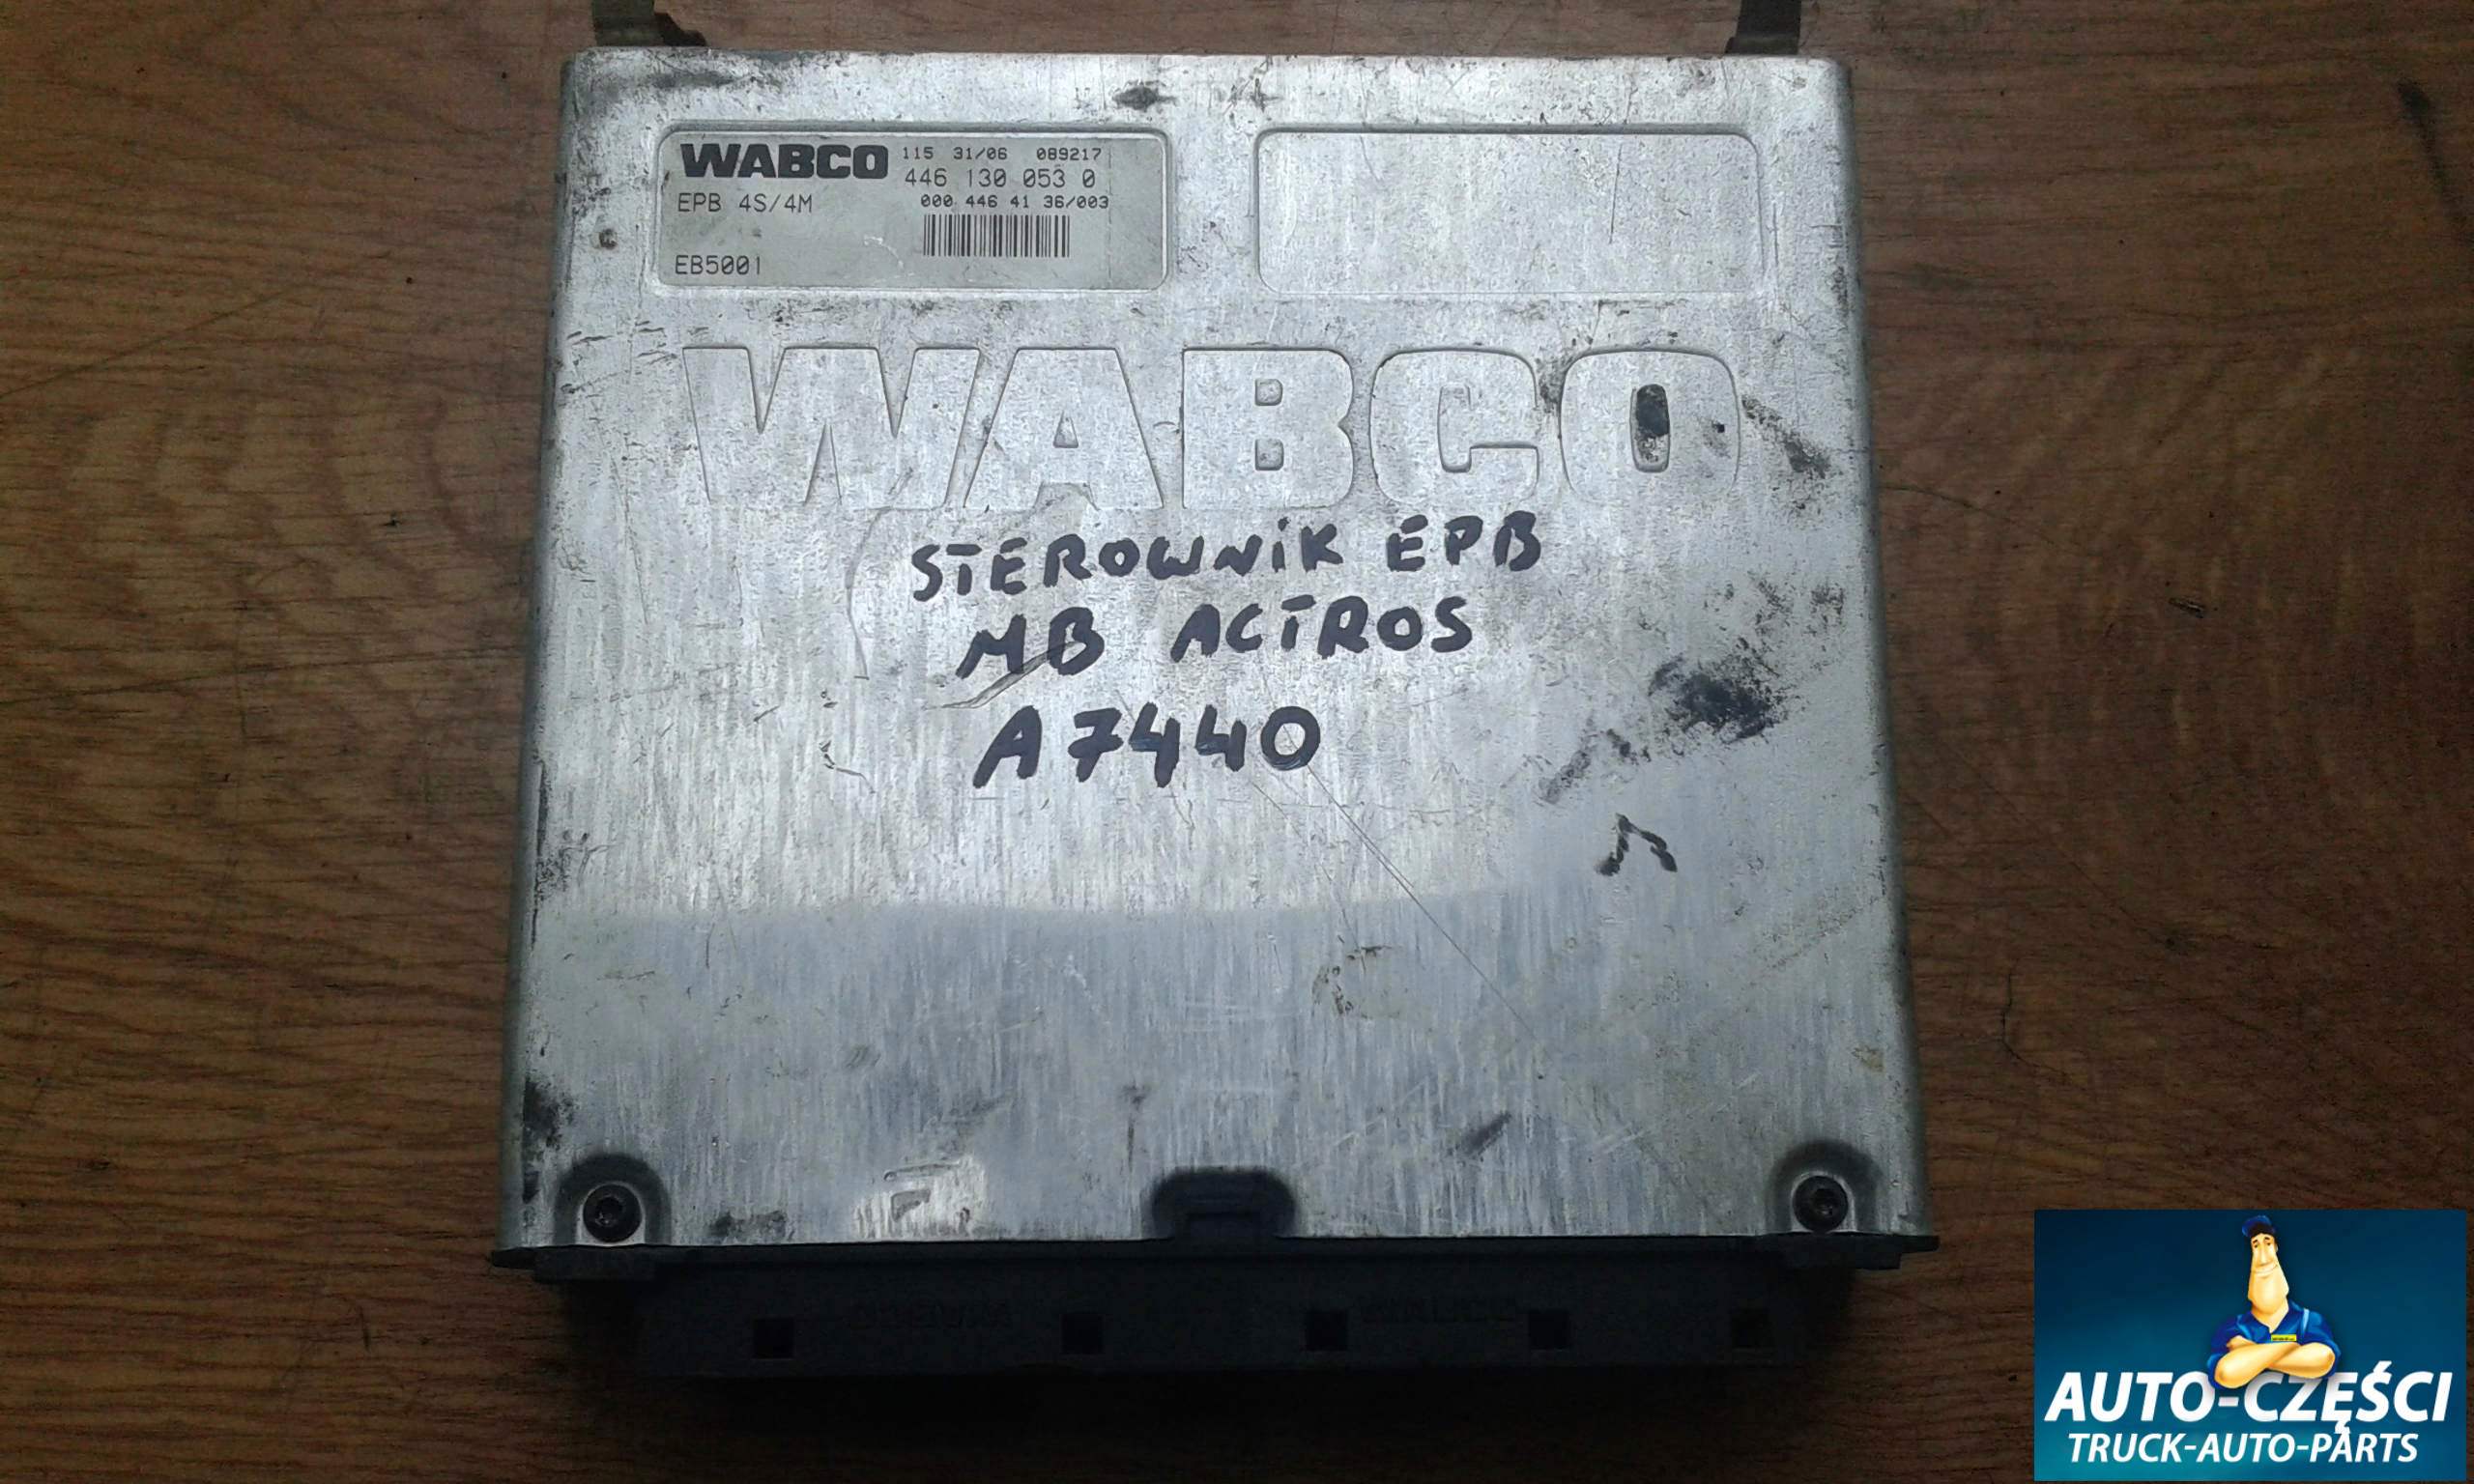 WABCO 115 31/06 089217
446 130 053 0
EPB 4S/4M 000 446 41 36/003
EB5001
WABCO
STEROWNiK EPB
MB ACTROS
A7440
AUTO-CZĘŚCI
TRUCK-AUTO-PARTS